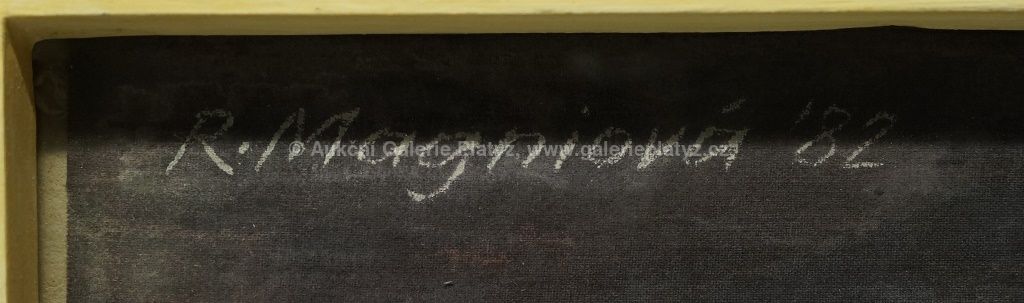 R. Magniová '82
© Aukční Galerie Platýz, www.galerieplatyz.cz